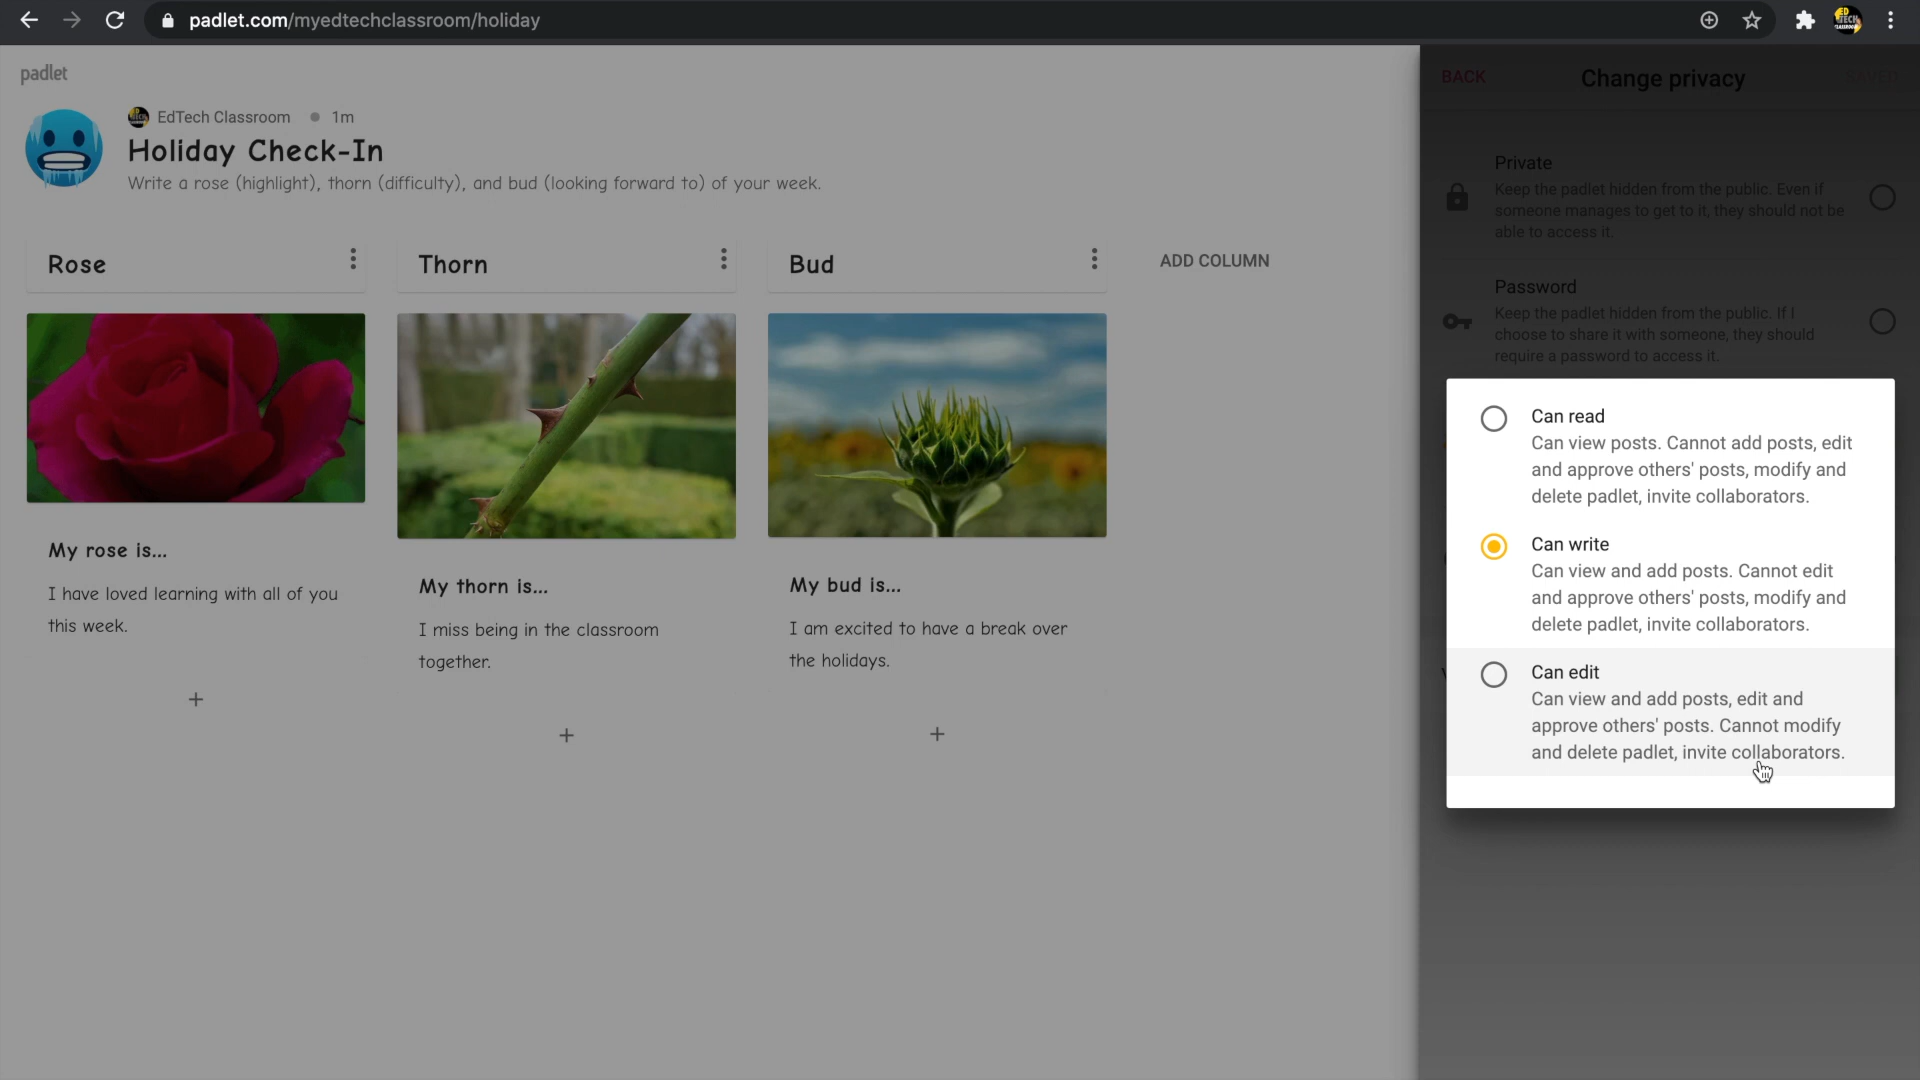 padlet.com/myedtechclassroom/holiday
padlet
EdTech Classroom 1m
Holiday Check-In
Write a rose (highlight), thorn (difficulty), and bud (looking forward to) of your week.
Rose
Thorn
Bud
ADD COLUMN
My rose is...
I have loved learning with all of you
this week.
My thorn is...
I miss being in the classroom
together.
My bud is...
I am excited to have a break over
the holidays.
BACK
Change privacy
SAVED
Private
Keep the padlet hidden from the public. Even if
someone manages to get to it, they should not be
able to access it.
Password
Keep the padlet hidden from the public. If I
choose to share it with someone, they should
require a password to access it.
Can read
Can view posts. Cannot add posts, edit
and approve others' posts, modify and
delete padlet, invite collaborators.
Can write
Can view and add posts. Cannot edit
and approve others' posts, modify and
delete padlet, invite collaborators.
Can edit
Can view and add posts, edit and
approve others' posts. Cannot modify
and delete padlet, invite collaborators.